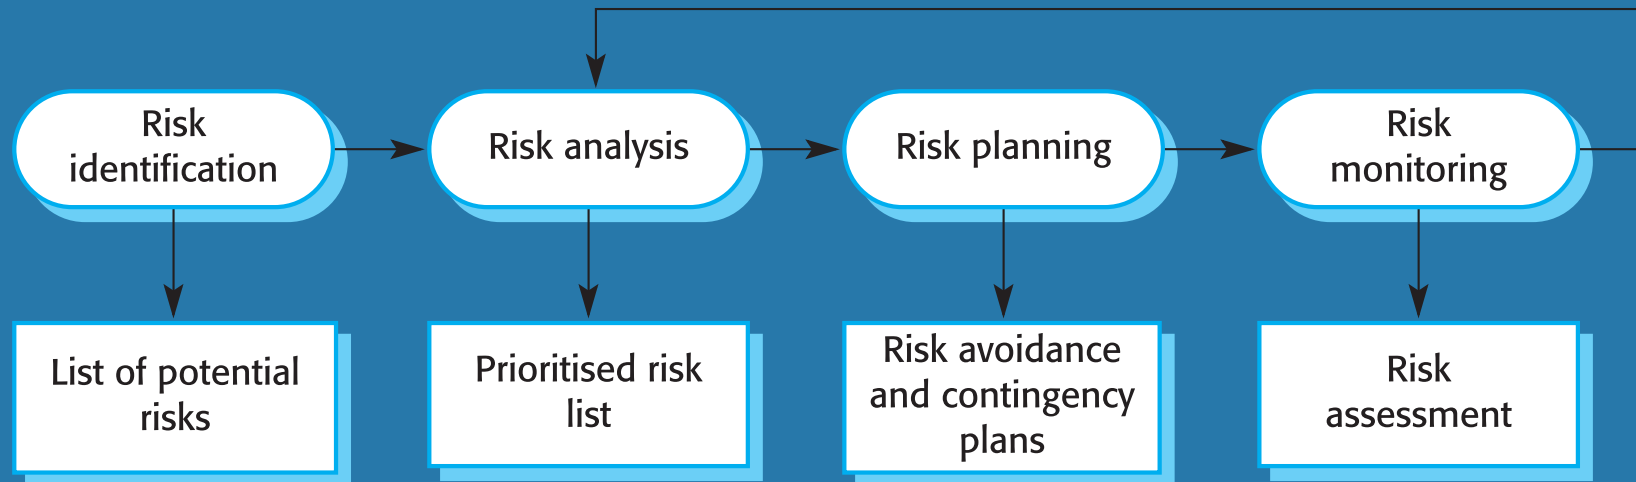 Risk
identification
Risk analysis
Risk planning
Risk
monitoring
List of potential
risks
Prioritised risk
list
Risk avoidance
and contingency
plans
Risk
assessment